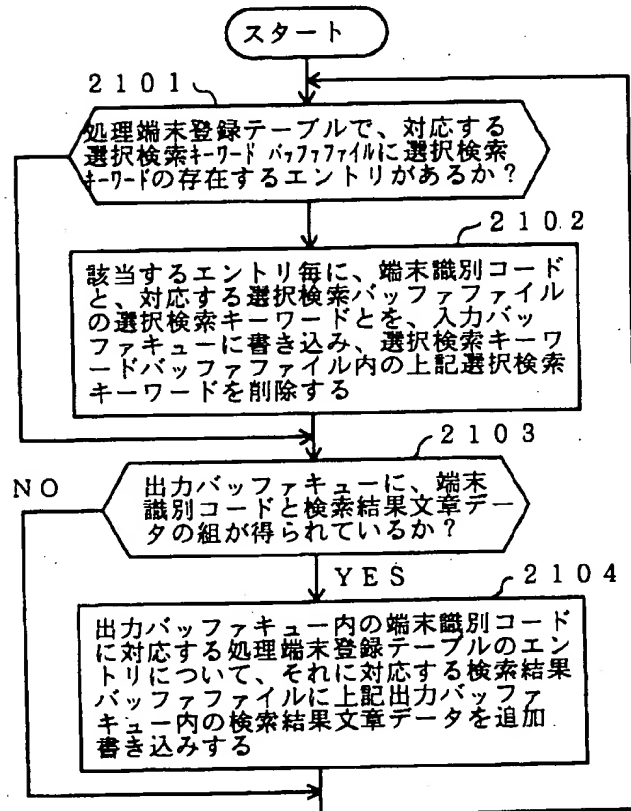 スタート
2101
処理端末登録テーブルで、対応する
選択検索キーワード バッファファイルに選択検索
キーワードの存在するエントリがあるか？
2102
該当するエントリ毎に、端末識別コード
と、対応する選択検索バッファファイル
の選択検索キーワードとを、入力バッ
ファキューに書き込み、選択検索キーワ
ードバッファファイル内の上記選択検索
キーワードを削除する
2103
NO
出力バッファキューに、端末
識別コードと検索結果文章デー
タの組が得られているか？
YES
2104
出力バッファキュー内の端末識別コード
に対応する処理端末登録テーブルのエン
トリについて、それに対応する検索結果
バッファファイルに上記出力バッファ
キュー内の検索結果文章データを追加
書き込みする